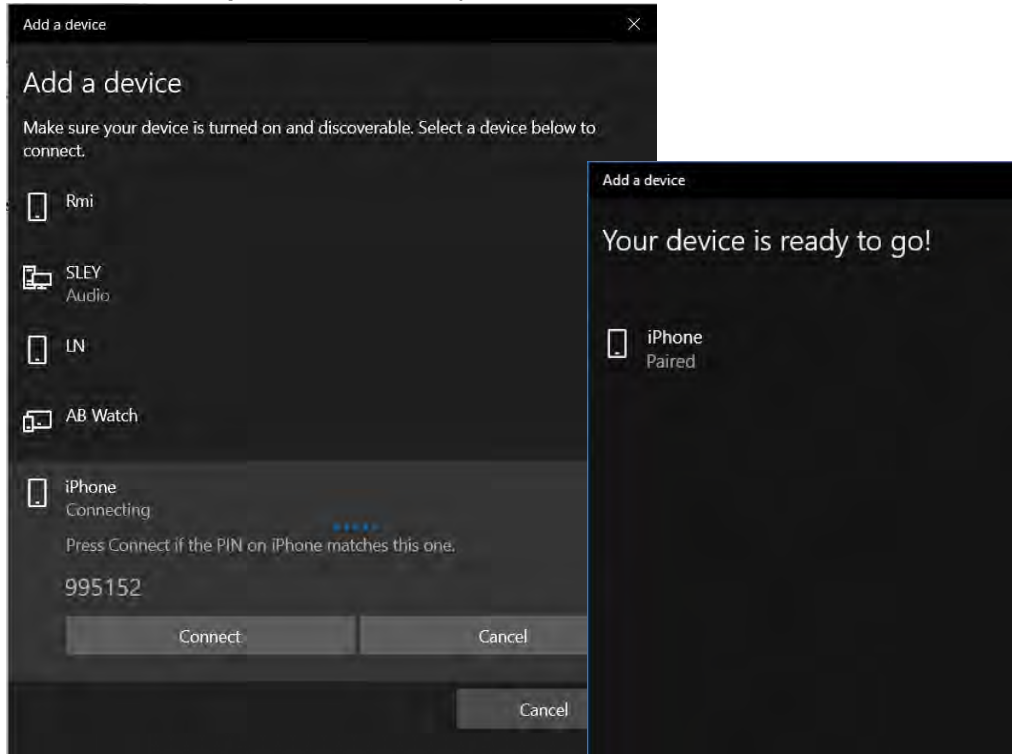 Add a device
Add a device
Make sure your device is turned on and discoverable. Select a device below to
connect.
Rmi
SLEY
Audio
LN
AB Watch
iPhone
Connecting
Press Connect if the PIN on iPhone matches this one.
995152
Connect
Cancel
Cancel
Add a device
Your device is ready to go!
iPhone
Paired